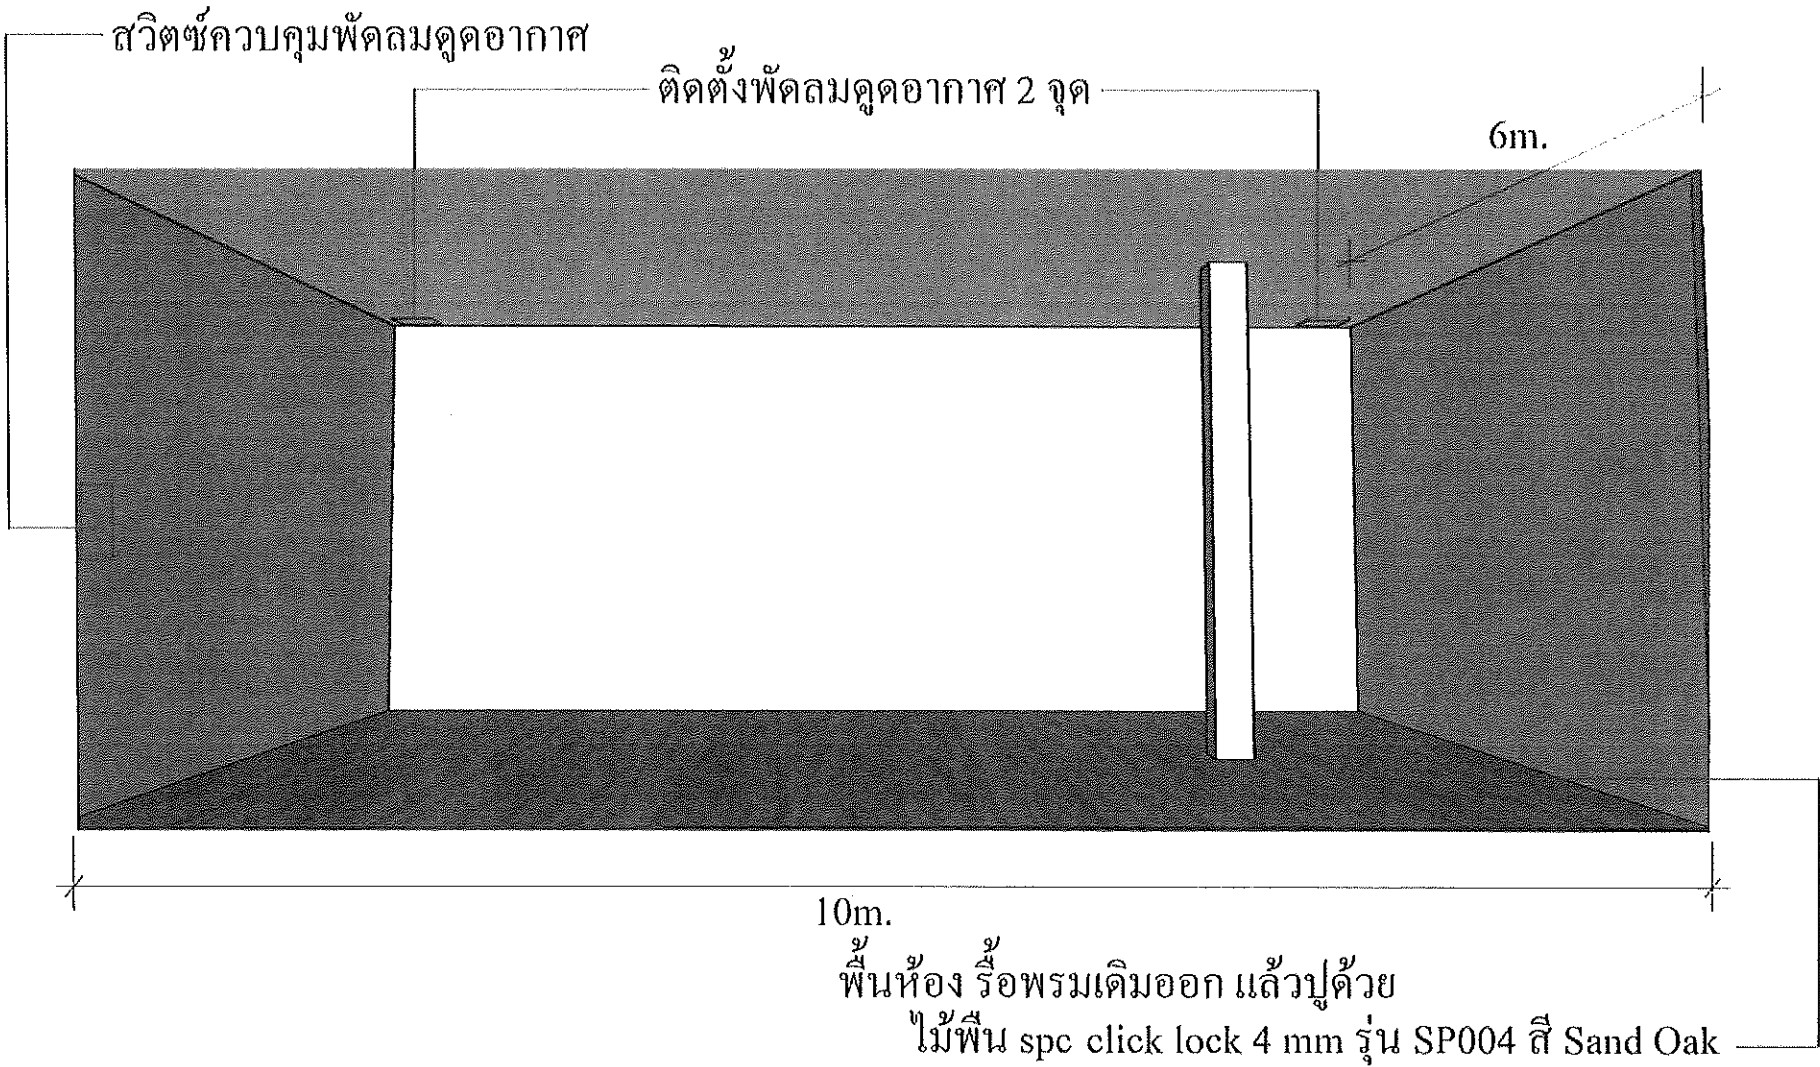 สวิตซ์ควบคุมพัดลมดูดอากาศ
ติดตั้งพัดลมดูดอากาศ 2 จุด
6m.
10m.
พื้นห้อง รื้อพรมเดิมออก แล้วปูด้วย
ไม้พื้น spc click lock 4 mm รุ่น SP004 สี Sand Oak